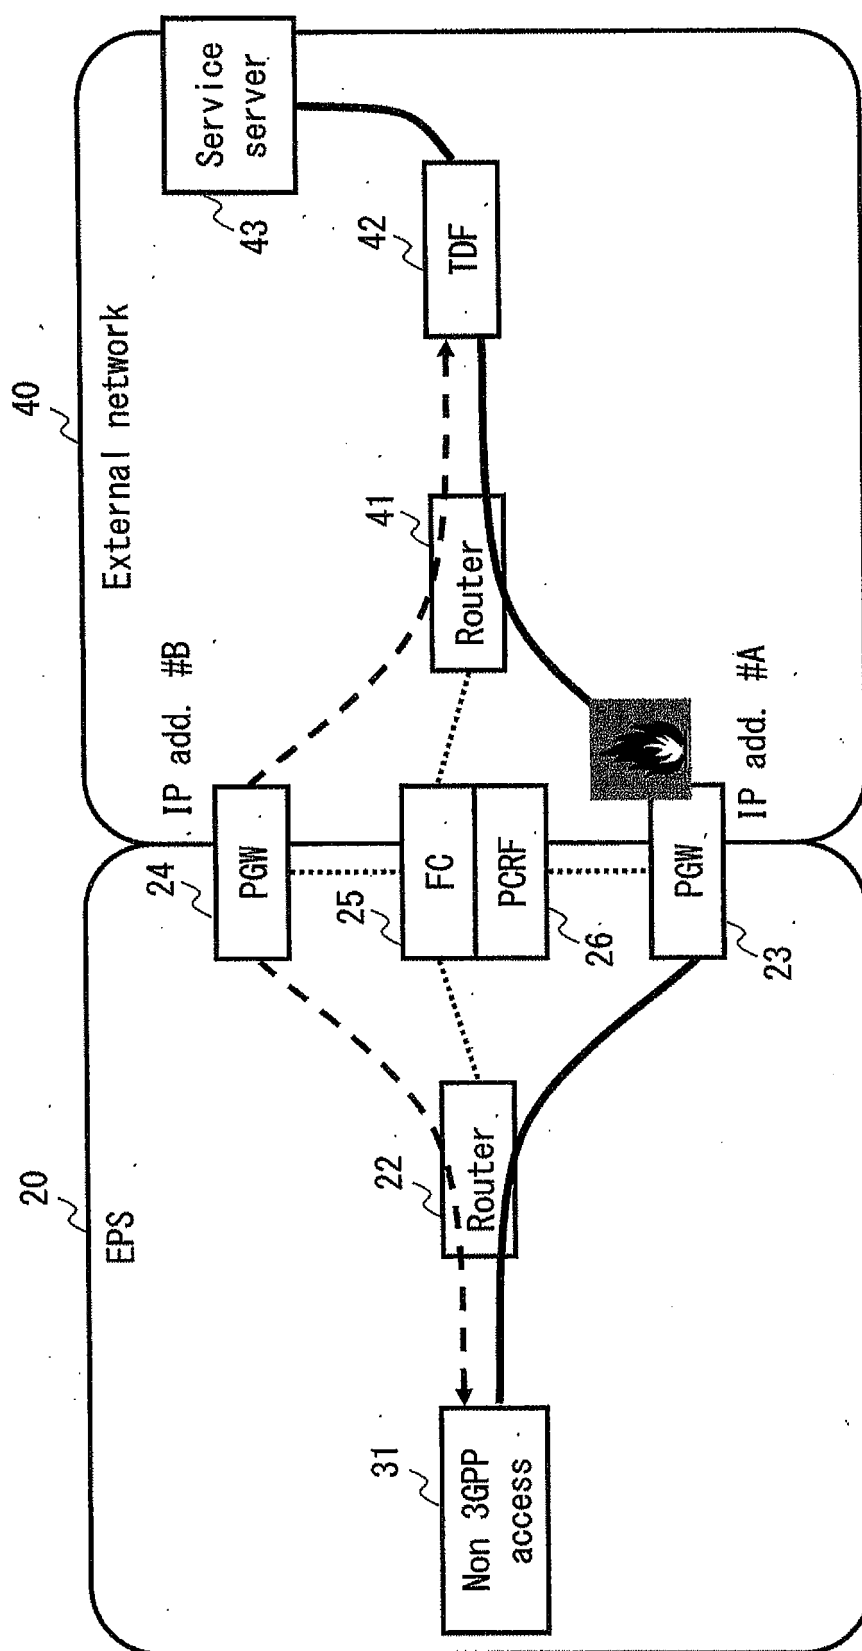 20
EPS
31
Non 3GPP
access
22
Router
24
PGW
IP add. #B
25
FC
PCRF
26
PGW
23
IP add. #A
40
External network
41
Router
42
TDF
43
Service
server